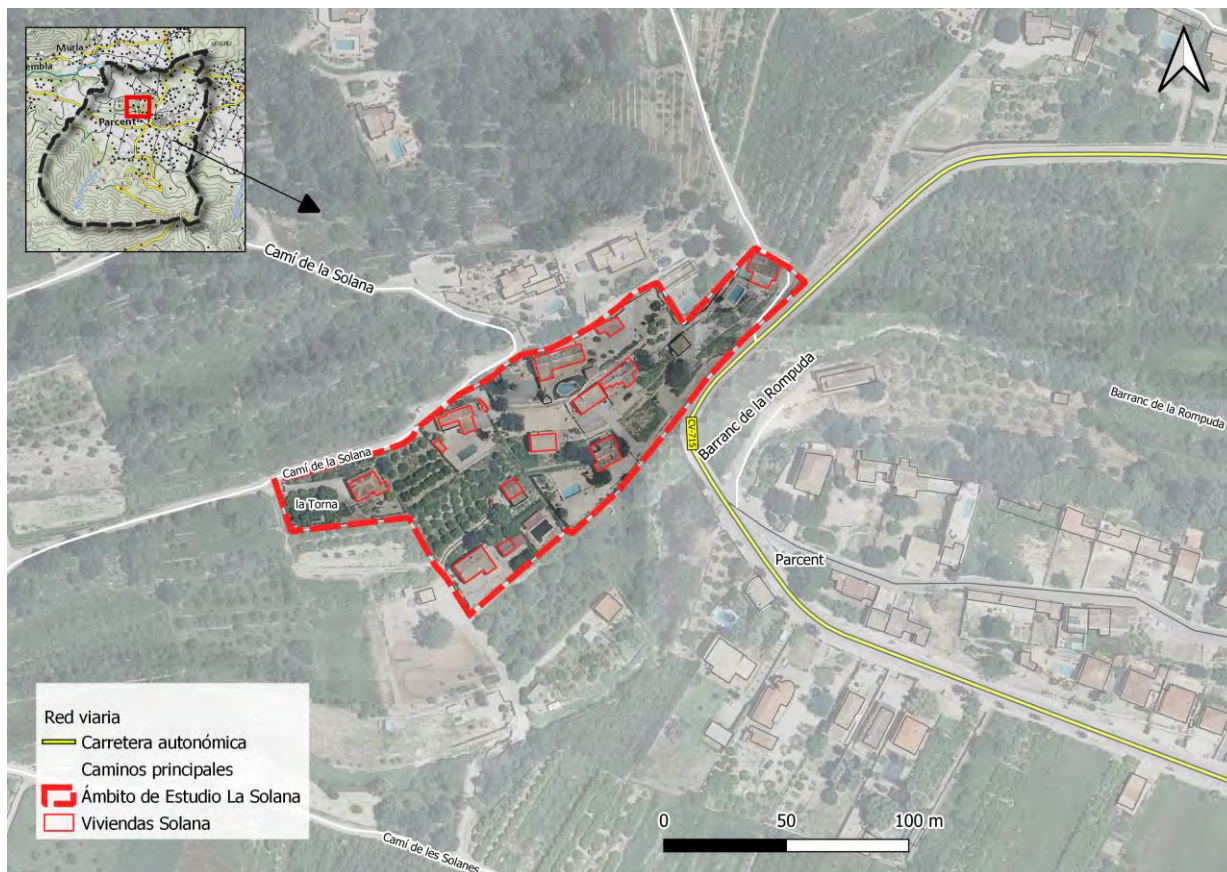 Murla
embla
Parcent
Camí de la Solana
Camí de la Solana
la Torna
CV-715
Barranc de la Rompuda
Barranc de la Rompuda
Parcent
Red viaria
Carretera autonómica
Caminos principales
Ámbito de Estudio La Solana
Viviendas Solana
0 50 100 m
Camí de les Solanes